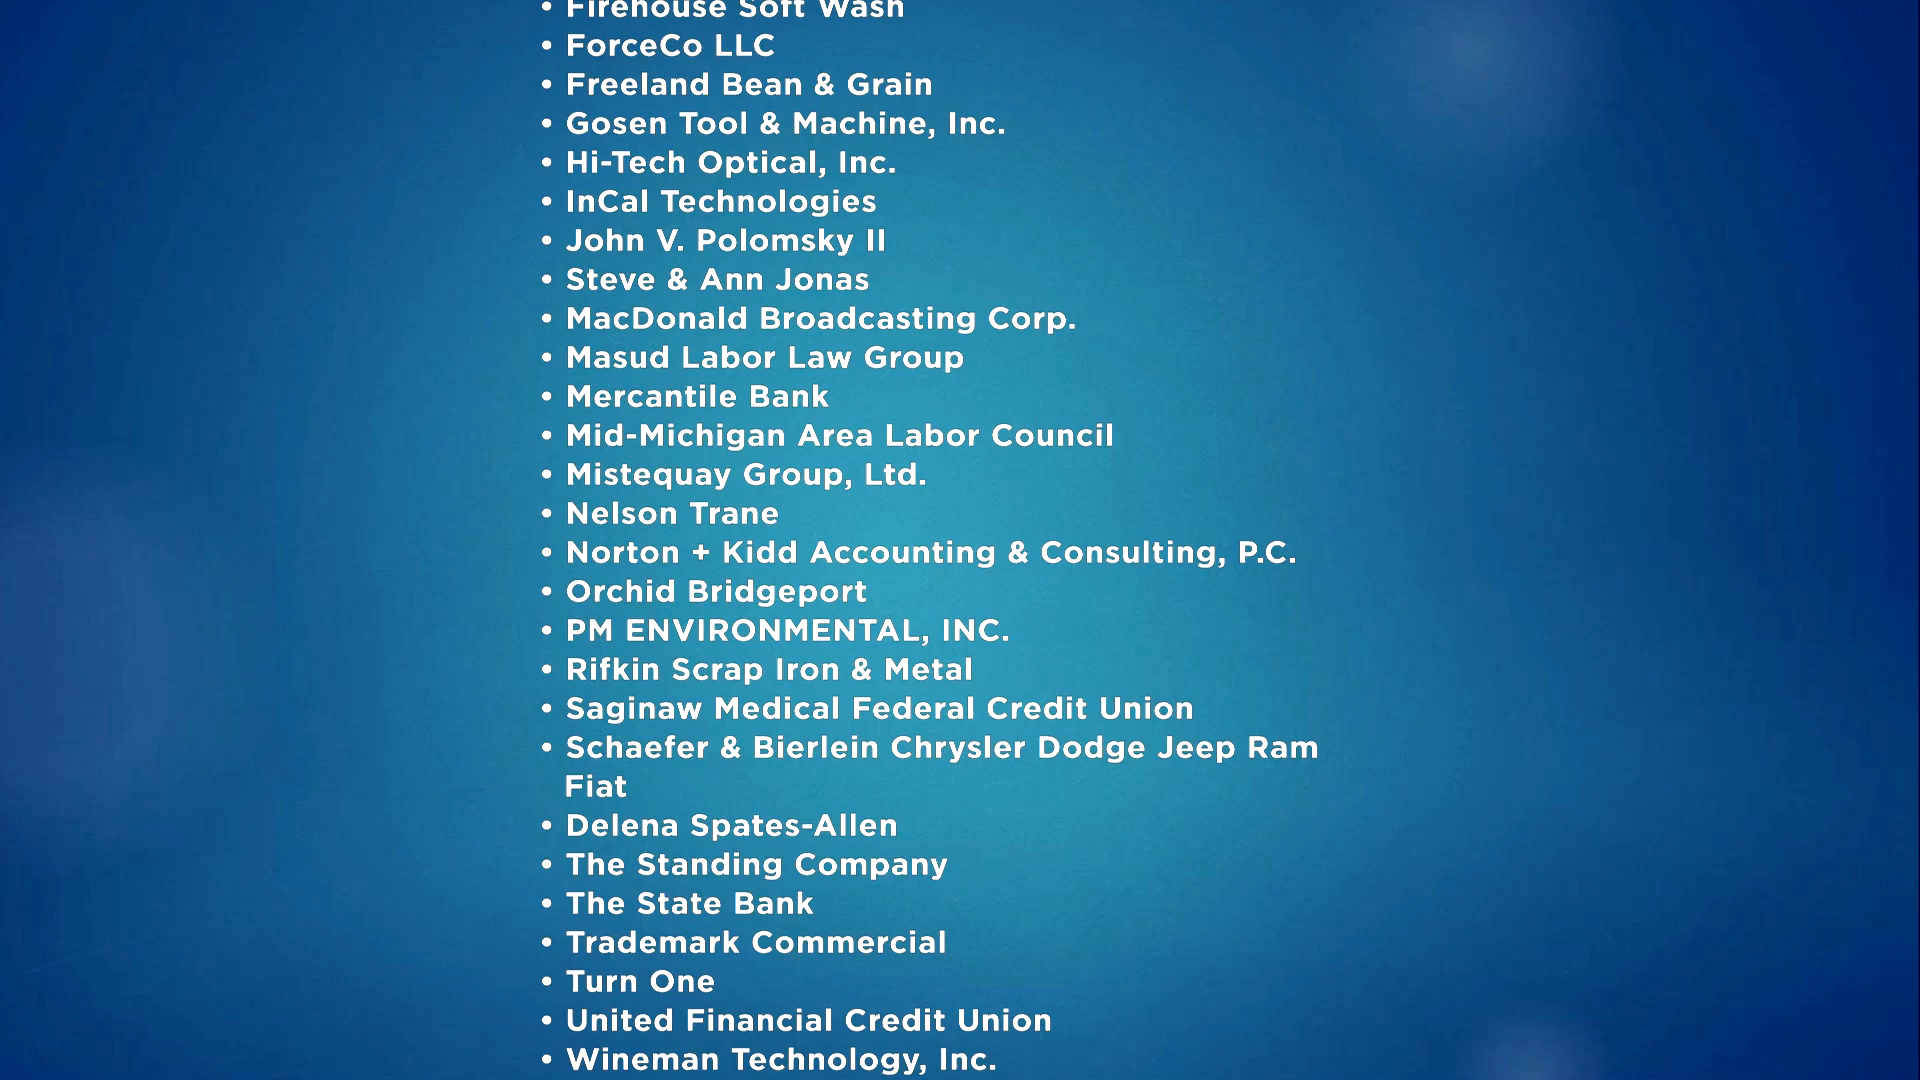 • Firehouse Soft Wash
• ForceCo LLC
• Freeland Bean & Grain
• Gosen Tool & Machine, Inc.
• Hi-Tech Optical, Inc.
• InCal Technologies
• John V. Polomsky II
• Steve & Ann Jonas
• MacDonald Broadcasting Corp.
• Masud Labor Law Group
• Mercantile Bank
• Mid-Michigan Area Labor Council
• Mistequay Group, Ltd.
• Nelson Trane
• Norton + Kidd Accounting & Consulting, P.C.
• Orchid Bridgeport
• PM ENVIRONMENTAL, INC.
• Rifkin Scrap Iron & Metal
• Saginaw Medical Federal Credit Union
• Schaefer & Bierlein Chrysler Dodge Jeep Ram
Fiat
• Delena Spates-Allen
• The Standing Company
• The State Bank
• Trademark Commercial
• Turn One
• United Financial Credit Union
• Wineman Technology, Inc.